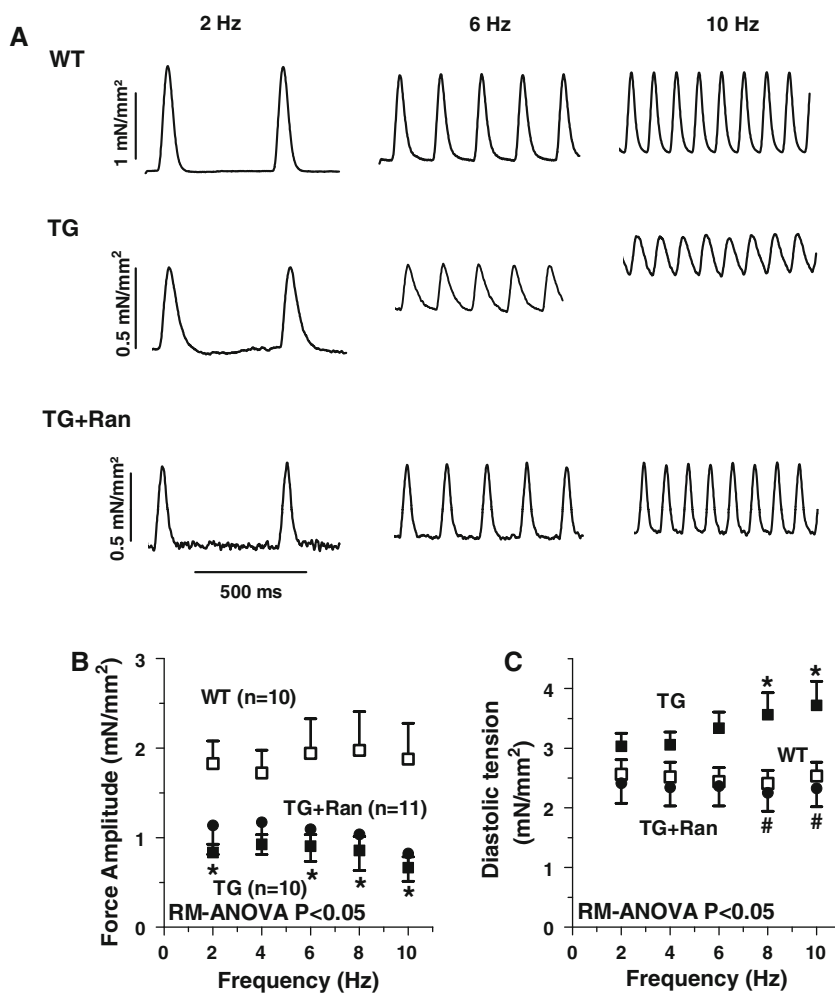 A
2 Hz
6 Hz
10 Hz
WT
1 mN/mm²
TG
0.5 mN/mm²
TG+Ran
0.5 mN/mm²
500 ms
B
Force Amplitude (mN/mm²)
3
2
1
0
WT (n=10)
TG+Ran (n=11)
* TG (n=10) * * *
RM-ANOVA P<0.05
0 2 4 6 8 10
Frequency (Hz)
C
Diastolic tension
(mN/mm²)
4
3
2
1
0
* *
TG
WT
TG+Ran
# #
RM-ANOVA P<0.05
0 2 4 6 8 10
Frequency (Hz)